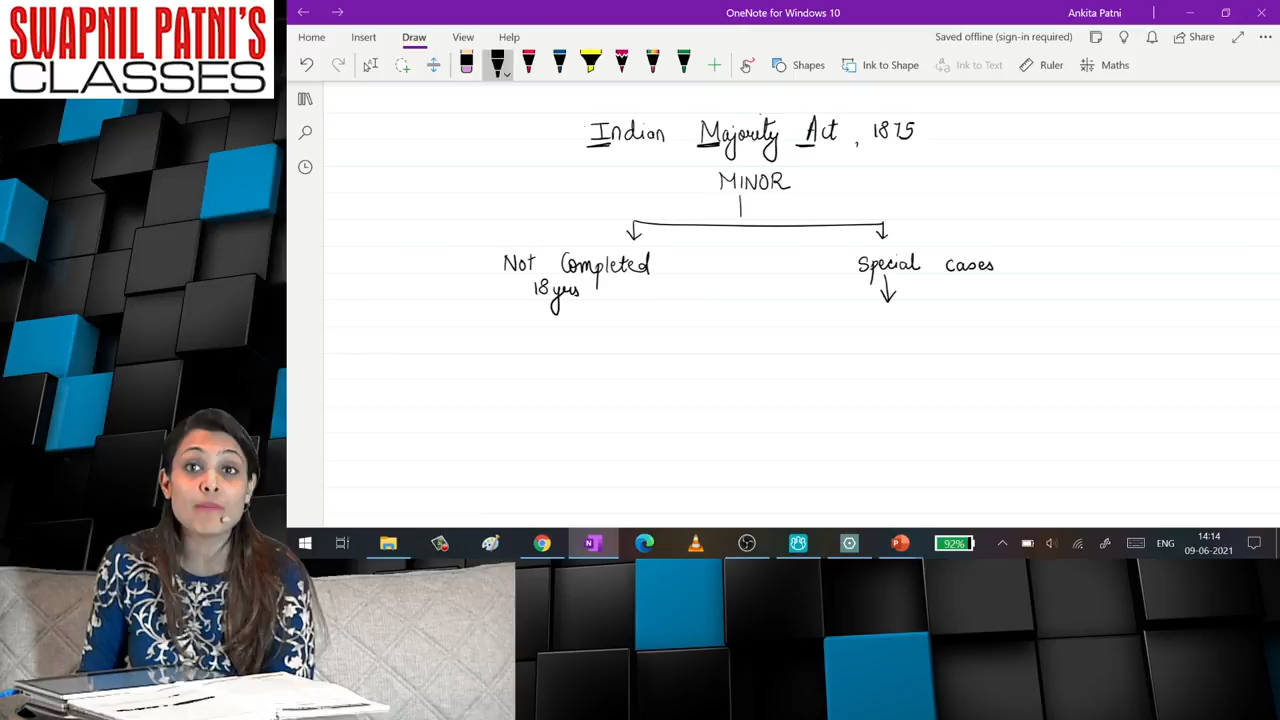 SWAPNIL PATNI'S
CLASSES
OneNote for Windows 10
Ankita Patni
Home Insert Draw View Help
Saved offline (sign-in required)
Share
Shapes
Ink to Shape
Ink to Text
Ruler
Maths
Indian Majority Act, 1875
MINOR
Not Completed
18 yers
Special cases
92%
ENG
14:14
09-06-2021